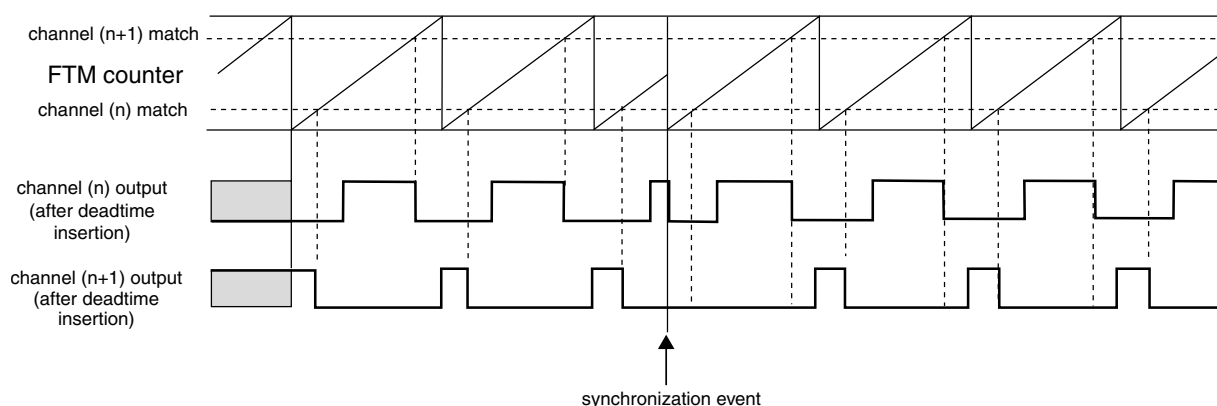 channel (n+1) match
FTM counter
channel (n) match
channel (n) output
(after deadtime
insertion)
channel (n+1) output
(after deadtime
insertion)
synchronization event